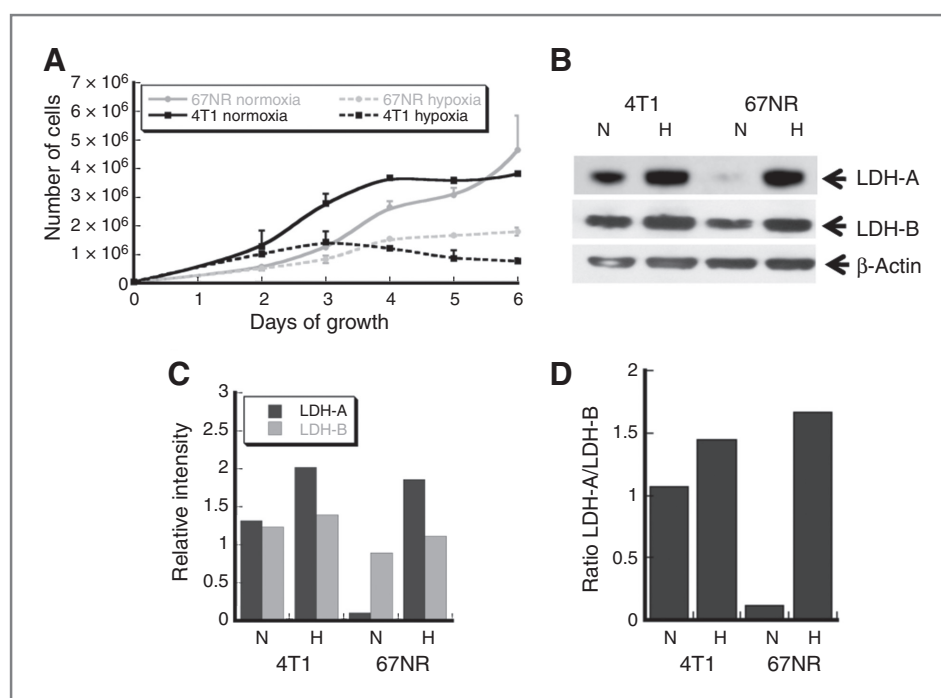 A
Number of cells
7 × 10⁶
6 × 10⁶
5 × 10⁶
4 × 10⁶
3 × 10⁶
2 × 10⁶
1 × 10⁶
0
67NR normoxia 67NR hypoxia
4T1 normoxia 4T1 hypoxia
0 1 2 3 4 5 6
Days of growth
B
4T1 67NR
N H N H
LDH-A
LDH-B
β-Actin
C
Relative intensity
3
2.5
2
1.5
1
0.5
0
LDH-A
LDH-B
N H N H
4T1 67NR
D
Ratio LDH-A/LDH-B
2
1.5
1
0.5
0
N H N H
4T1 67NR